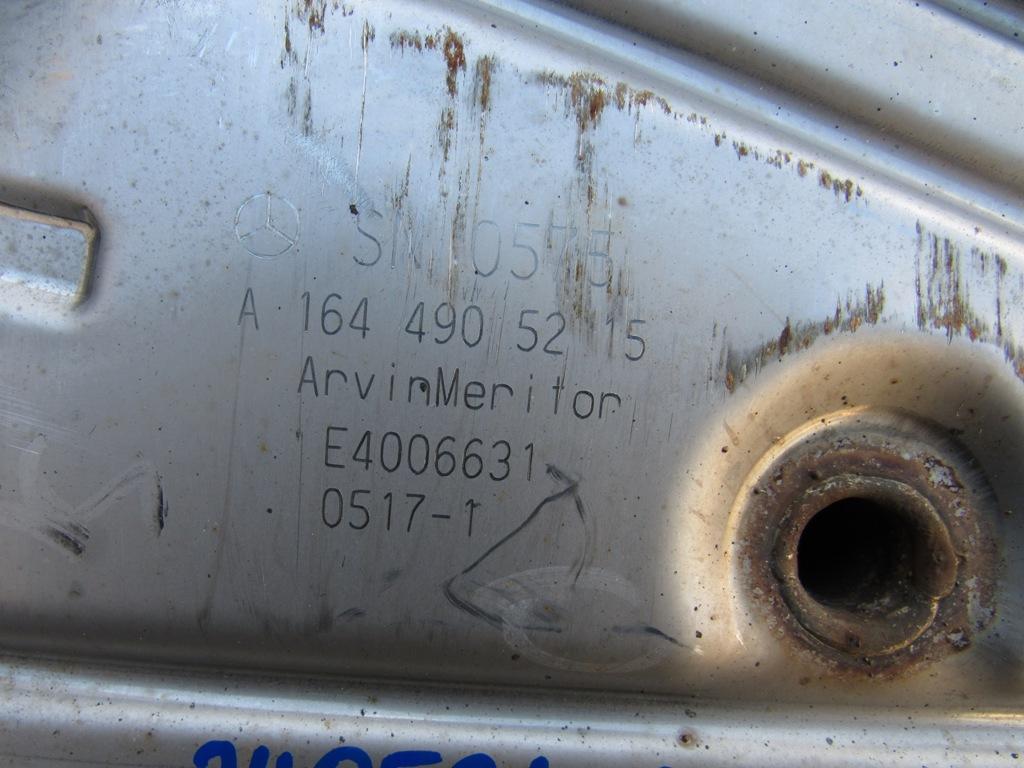 SN 0575
A 164 490 52 15
ArvinMeritor
E4006631
0517-1